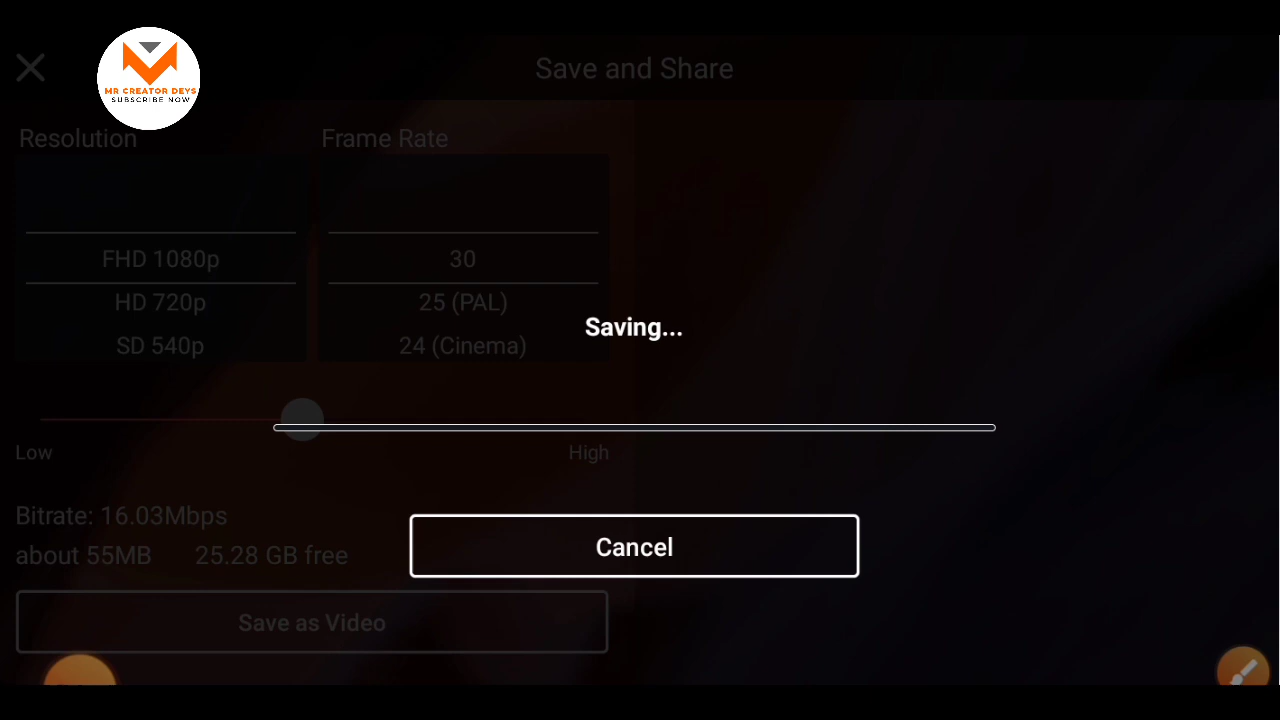 Save and Share
MR CREATOR DEYS
SUBSCRIBE NOW
Resolution
Frame Rate
FHD 1080p
30
HD 720p
25 (PAL)
SD 540p
24 (Cinema)
Saving...
Low
High
Bitrate: 16.03Mbps
about 55MB
25.28 GB free
Cancel
Save as Video